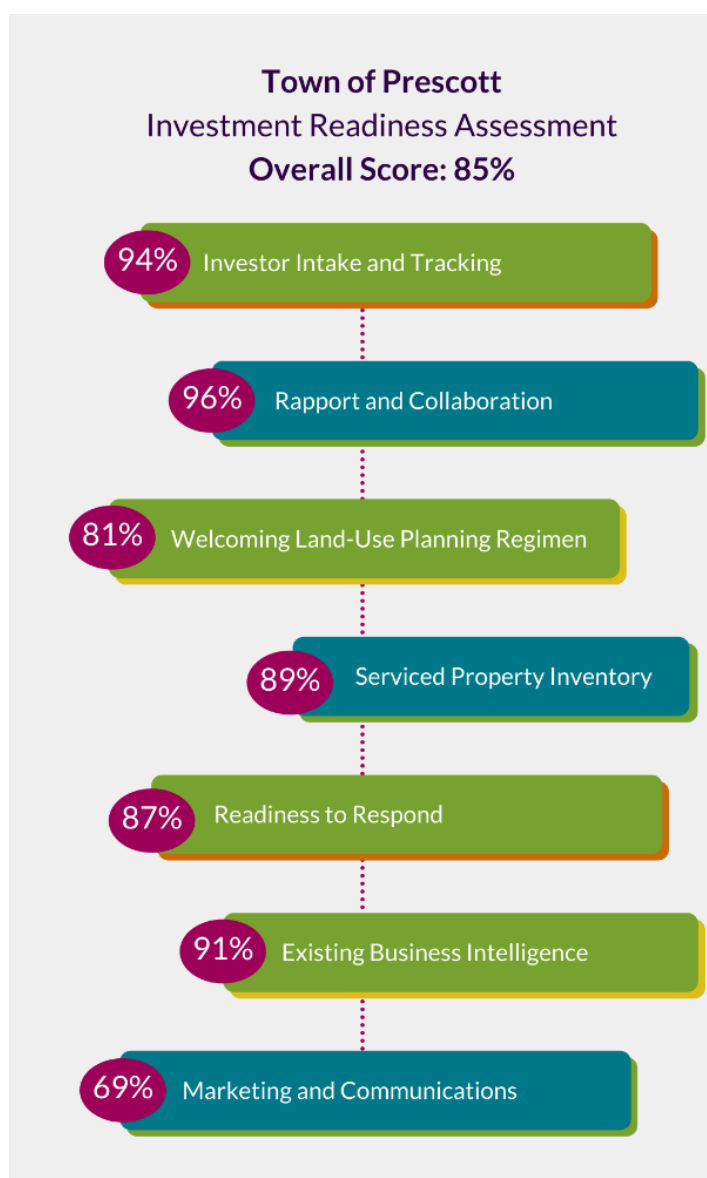 Town of Prescott
Investment Readiness Assessment
Overall Score: 85%
94% Investor Intake and Tracking
96% Rapport and Collaboration
81% Welcoming Land-Use Planning Regimen
89% Serviced Property Inventory
87% Readiness to Respond
91% Existing Business Intelligence
69% Marketing and Communications